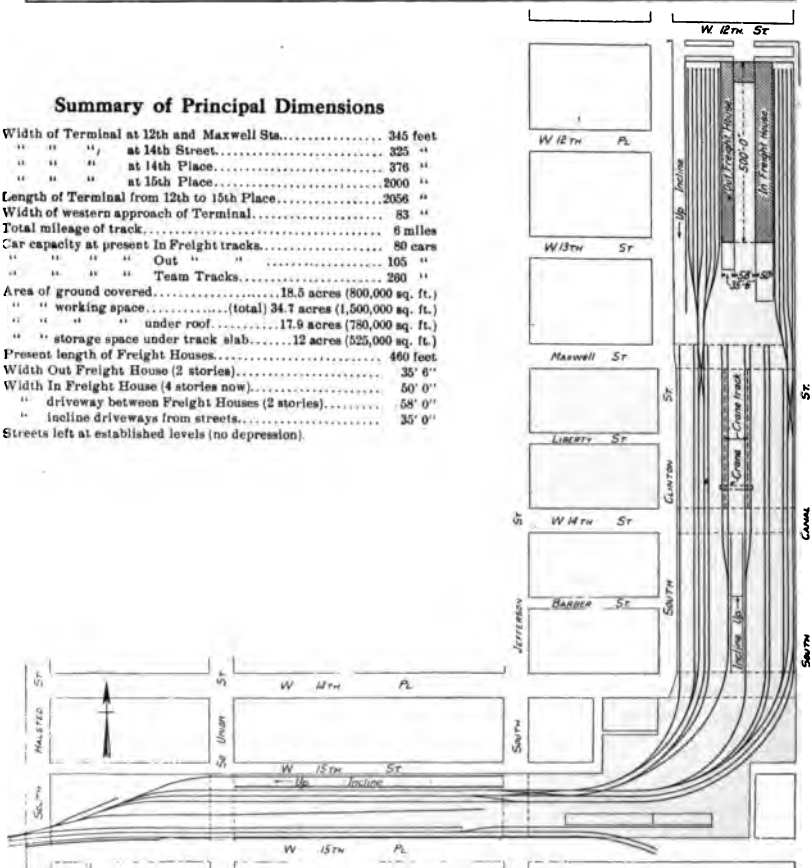 W. 12TH. ST
Summary of Principal Dimensions
Width of Terminal at 12th and Maxwell Sts................. 345 feet
" " " , at 14th Street........................ 325 "
" " " at 14th Place......................... 376 "
" " " at 15th Place.........................2000 "
Length of Terminal from 12th to 15th Place..............2056 "
Width of western approach of Terminal.................. 83 "
Total mileage of track................................. 6 miles
Car capacity at present In Freight tracks............... 80 cars
" " " " Out " " ................ 105 "
" " " " Team Tracks.................. 260 "
Area of ground covered...................18.5 acres (800,000 sq. ft.)
" " working space..............(total) 34.7 acres (1,500,000 sq. ft.)
" " " " under roof..........17.9 acres (780,000 sq. ft.)
" " storage space under track slab......12 acres (525,000 sq. ft.)
Present length of Freight Houses........................ 460 feet
Width Out Freight House (2 stories)..................... 35' 6"
Width In Freight House (4 stories now).................. 50' 0"
" driveway between Freight Houses (2 stories)......... 58' 0"
" incline driveways from streets...................... 35' 0"
Streets left at established levels (no depression).
W 12TH PL
W. 13TH ST
Maxwell ST
LIBERTY ST
W 14TH ST
BARBER ST
Up Incline
Out Freight House
500'-0"
In Freight House
58'
50'
35'-6"
Crane
Crane track
Incline Up
ST
CLINTON
SOUTH
ST.
CANAL
SOUTH
ST
JEFFERSON
SOUTH
ST
HALSTED
SOUTH
ST
UNION
So
W 14TH PL
W 15TH ST
Up Incline
W 15TH PL